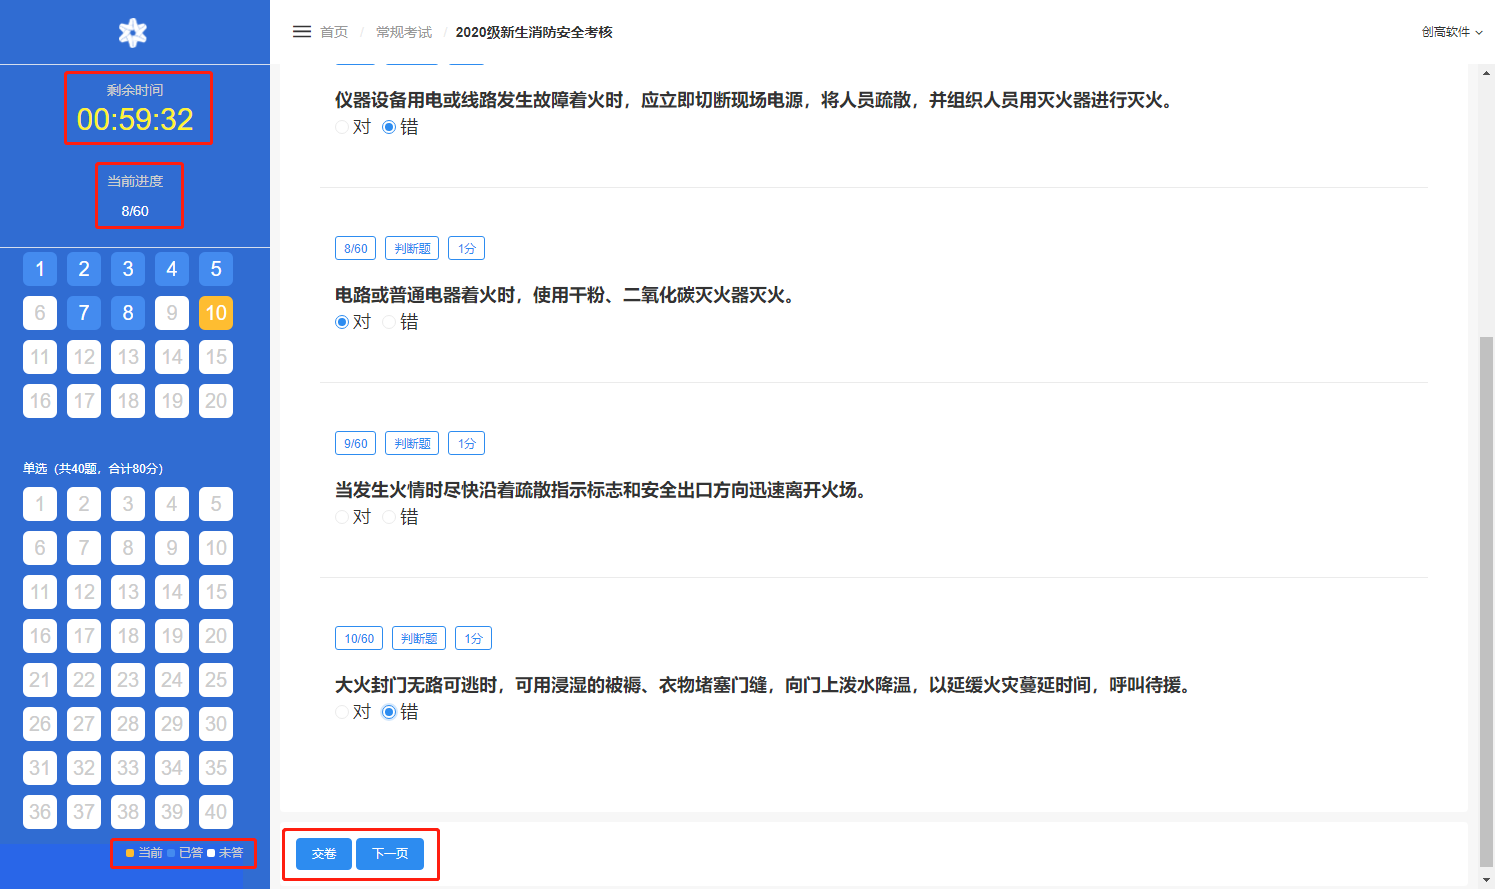 首页 / 常规考试 / 2020级新生消防安全考核
创高软件
剩余时间
00:59:32
当前进度
8/60
1 2 3 4 5
6 7 8 9 10
11 12 13 14 15
16 17 18 19 20
单选（共40题，合计80分）
1 2 3 4 5
6 7 8 9 10
11 12 13 14 15
16 17 18 19 20
21 22 23 24 25
26 27 28 29 30
31 32 33 34 35
36 37 38 39 40
当前 已答 未答
仪器设备用电或线路发生故障着火时，应立即切断现场电源，将人员疏散，并组织人员用灭火器进行灭火。
对 错
8/60 判断题 1分
电路或普通电器着火时，使用干粉、二氧化碳灭火器灭火。
对 错
9/60 判断题 1分
当发生火情时尽快沿着疏散指示标志和安全出口方向迅速离开火场。
对 错
10/60 判断题 1分
大火封门无路可逃时，可用浸湿的被褥、衣物堵塞门缝，向门上泼水降温，以延缓火灾蔓延时间，呼叫待援。
对 错
交卷 下一页